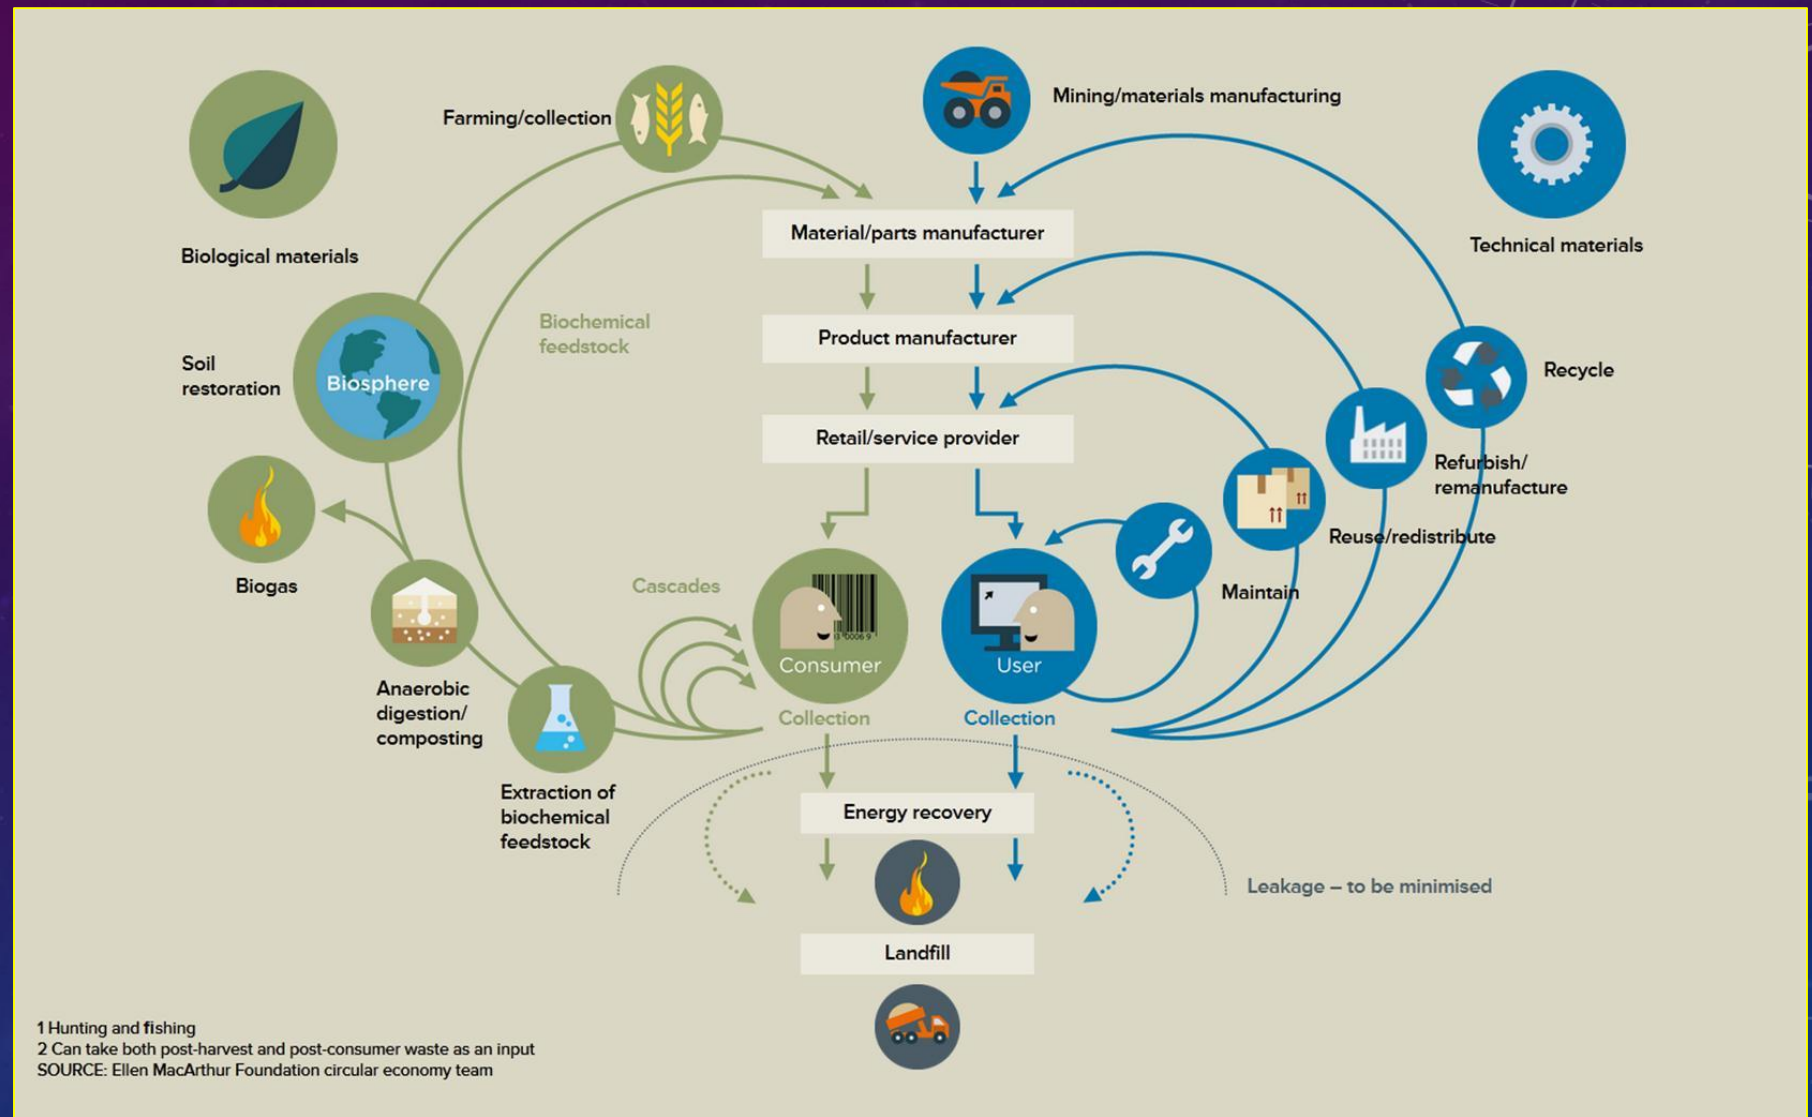 Farming/collection
Mining/materials manufacturing
Biological materials
Technical materials
Material/parts manufacturer
Biochemical
feedstock
Product manufacturer
Soil
restoration
Biosphere
Recycle
Retail/service provider
Refurbish/
remanufacture
Reuse/redistribute
Biogas
Cascades
Maintain
Consumer
User
Anaerobic
digestion/
composting
Collection
Collection
Extraction of
biochemical
feedstock
Energy recovery
Leakage – to be minimised
Landfill
1 Hunting and fishing
2 Can take both post-harvest and post-consumer waste as an input
SOURCE: Ellen MacArthur Foundation circular economy team